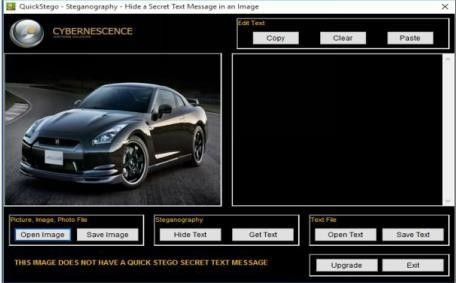 QuickStego - Steganography - Hide a Secret Text Message in an Image
CYBERNESCENCE
Edit Text
Copy Clear Paste
Picture, Image, Photo File
Open Image Save Image
Steganography
Hide Text Get Text
Text File
Open Text Save Text
THIS IMAGE DOES NOT HAVE A QUICK STEGO SECRET TEXT MESSAGE
Upgrade Exit